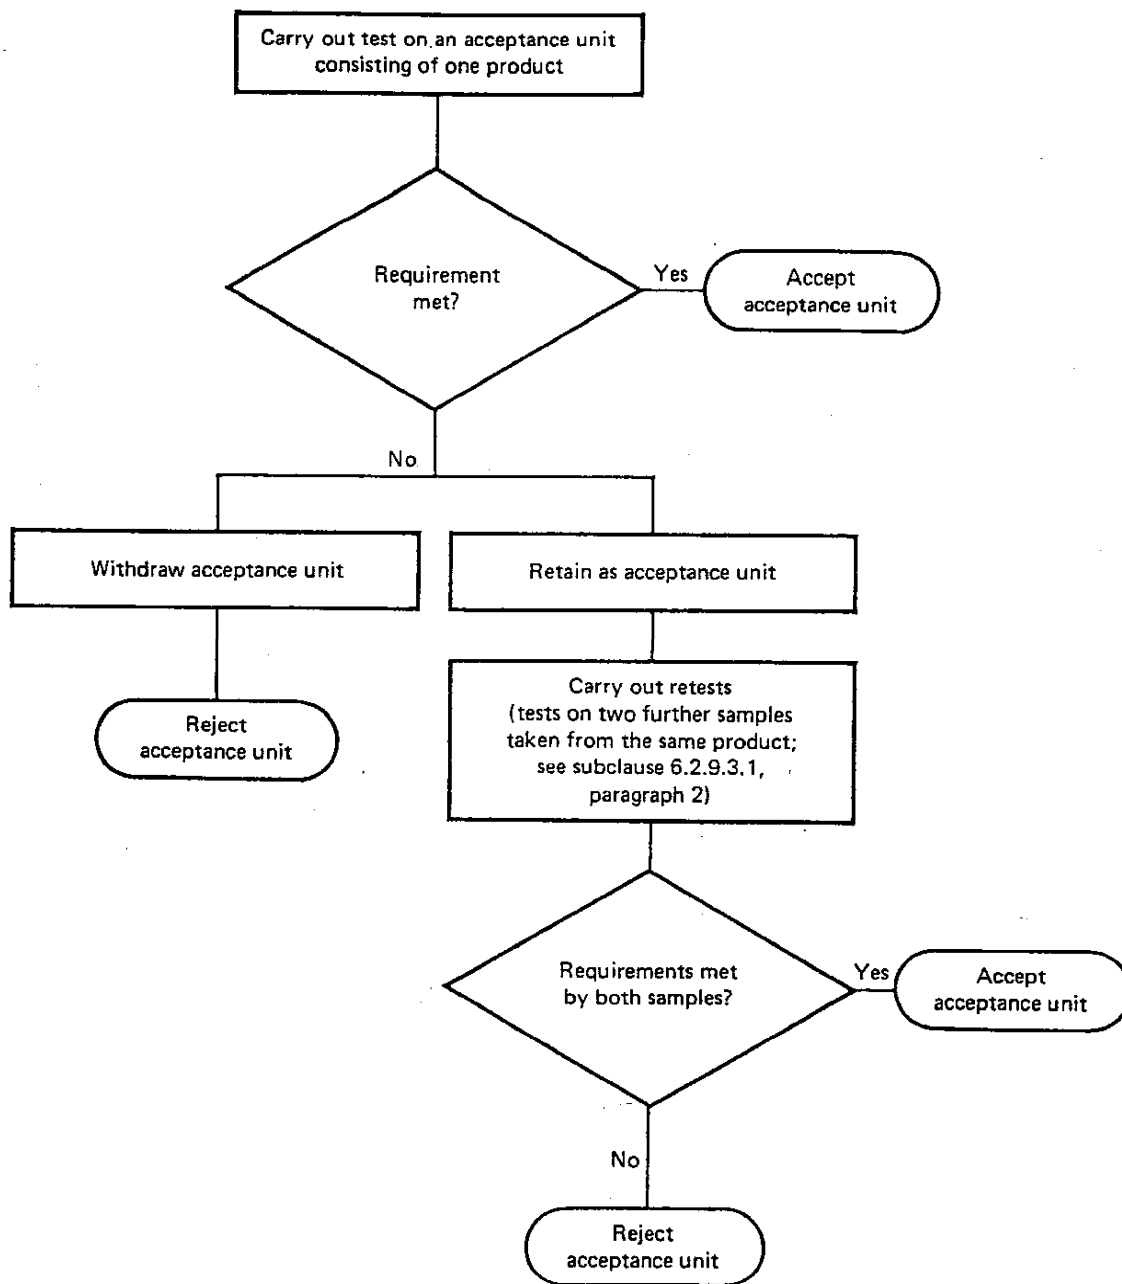 Carry out test on an acceptance unit
consisting of one product
Requirement
met?
Yes
Accept
acceptance unit
No
Withdraw acceptance unit
Retain as acceptance unit
Reject
acceptance unit
Carry out retests
(tests on two further samples
taken from the same product;
see subclause 6.2.9.3.1,
paragraph 2)
Requirements met
by both samples?
Yes
Accept
acceptance unit
No
Reject
acceptance unit